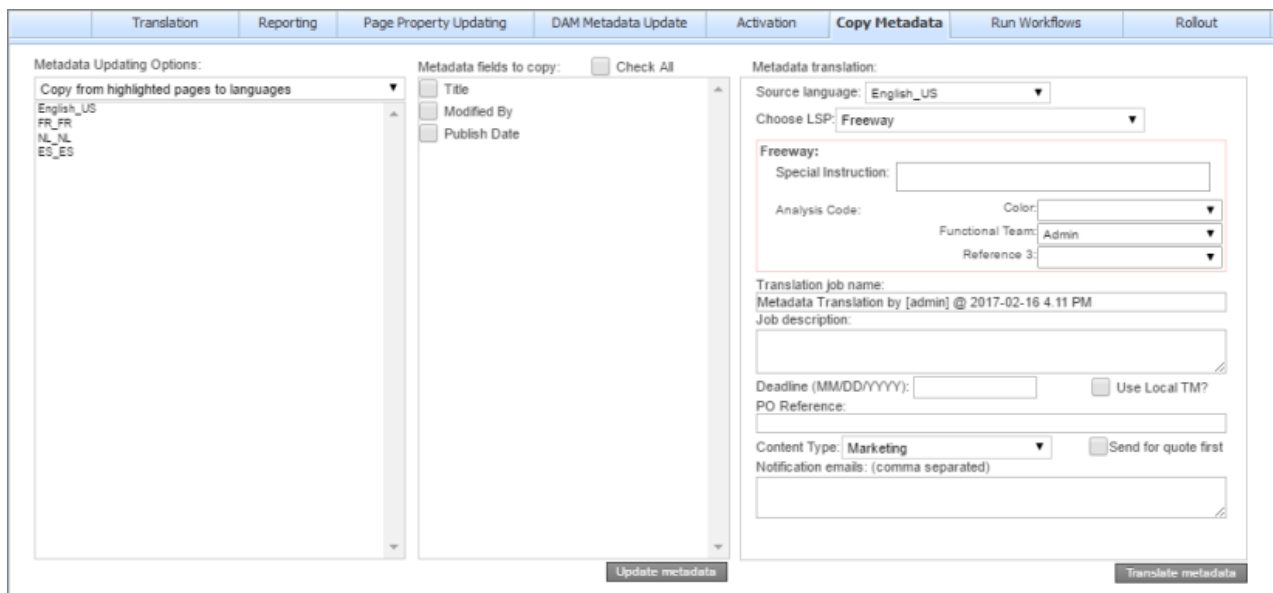 Translation Reporting Page Property Updating DAM Metadata Update Activation Copy Metadata Run Workflows Rollout
Metadata Updating Options:
Copy from highlighted pages to languages
English_US
FR_FR
NL_NL
ES_ES
Metadata fields to copy: Check All
Title
Modified By
Publish Date
Update metadata
Metadata translation:
Source language: English_US
Choose LSP: Freeway
Freeway:
Special Instruction:
Analysis Code: Color:
Functional Team: Admin
Reference 3:
Translation job name:
Metadata Translation by [admin] @ 2017-02-16 4.11 PM
Job description:
Deadline (MM/DD/YYYY): Use Local TM?
PO Reference:
Content Type: Marketing Send for quote first
Notification emails: (comma separated)
Translate metadata